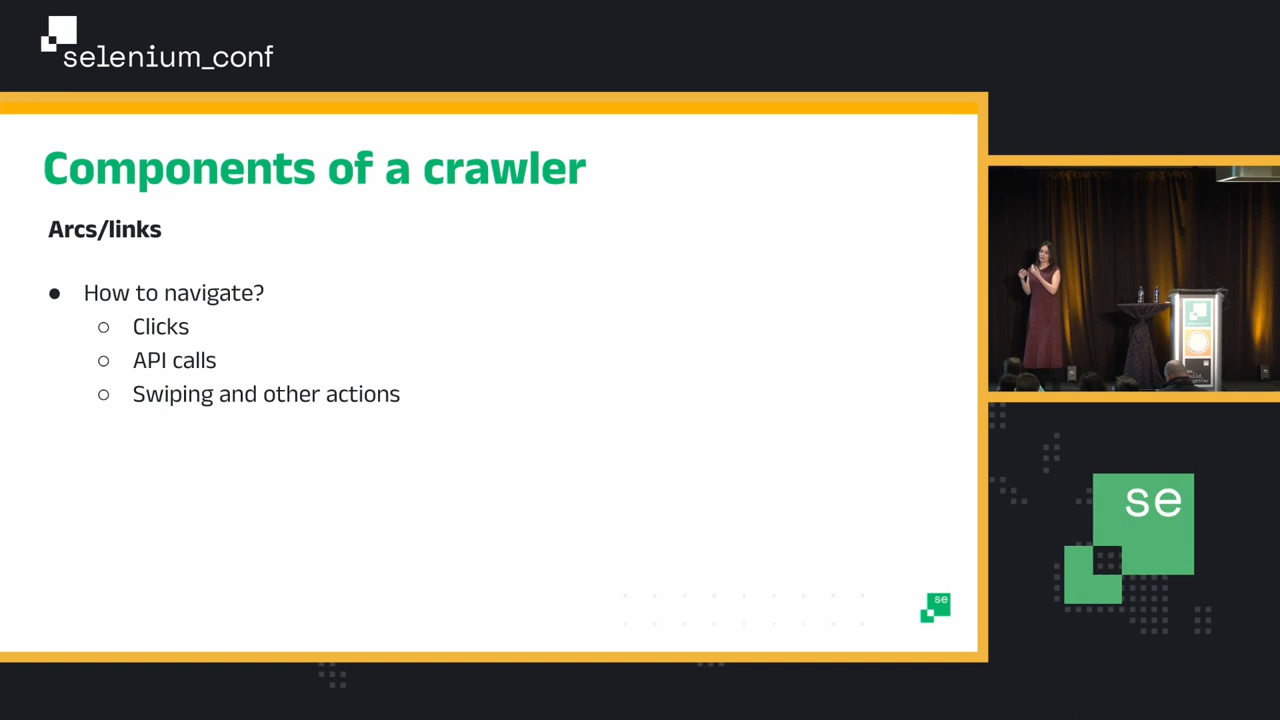 selenium_conf
Components of a crawler
Arcs/links
● How to navigate?
○ Clicks
○ API calls
○ Swiping and other actions
se
se